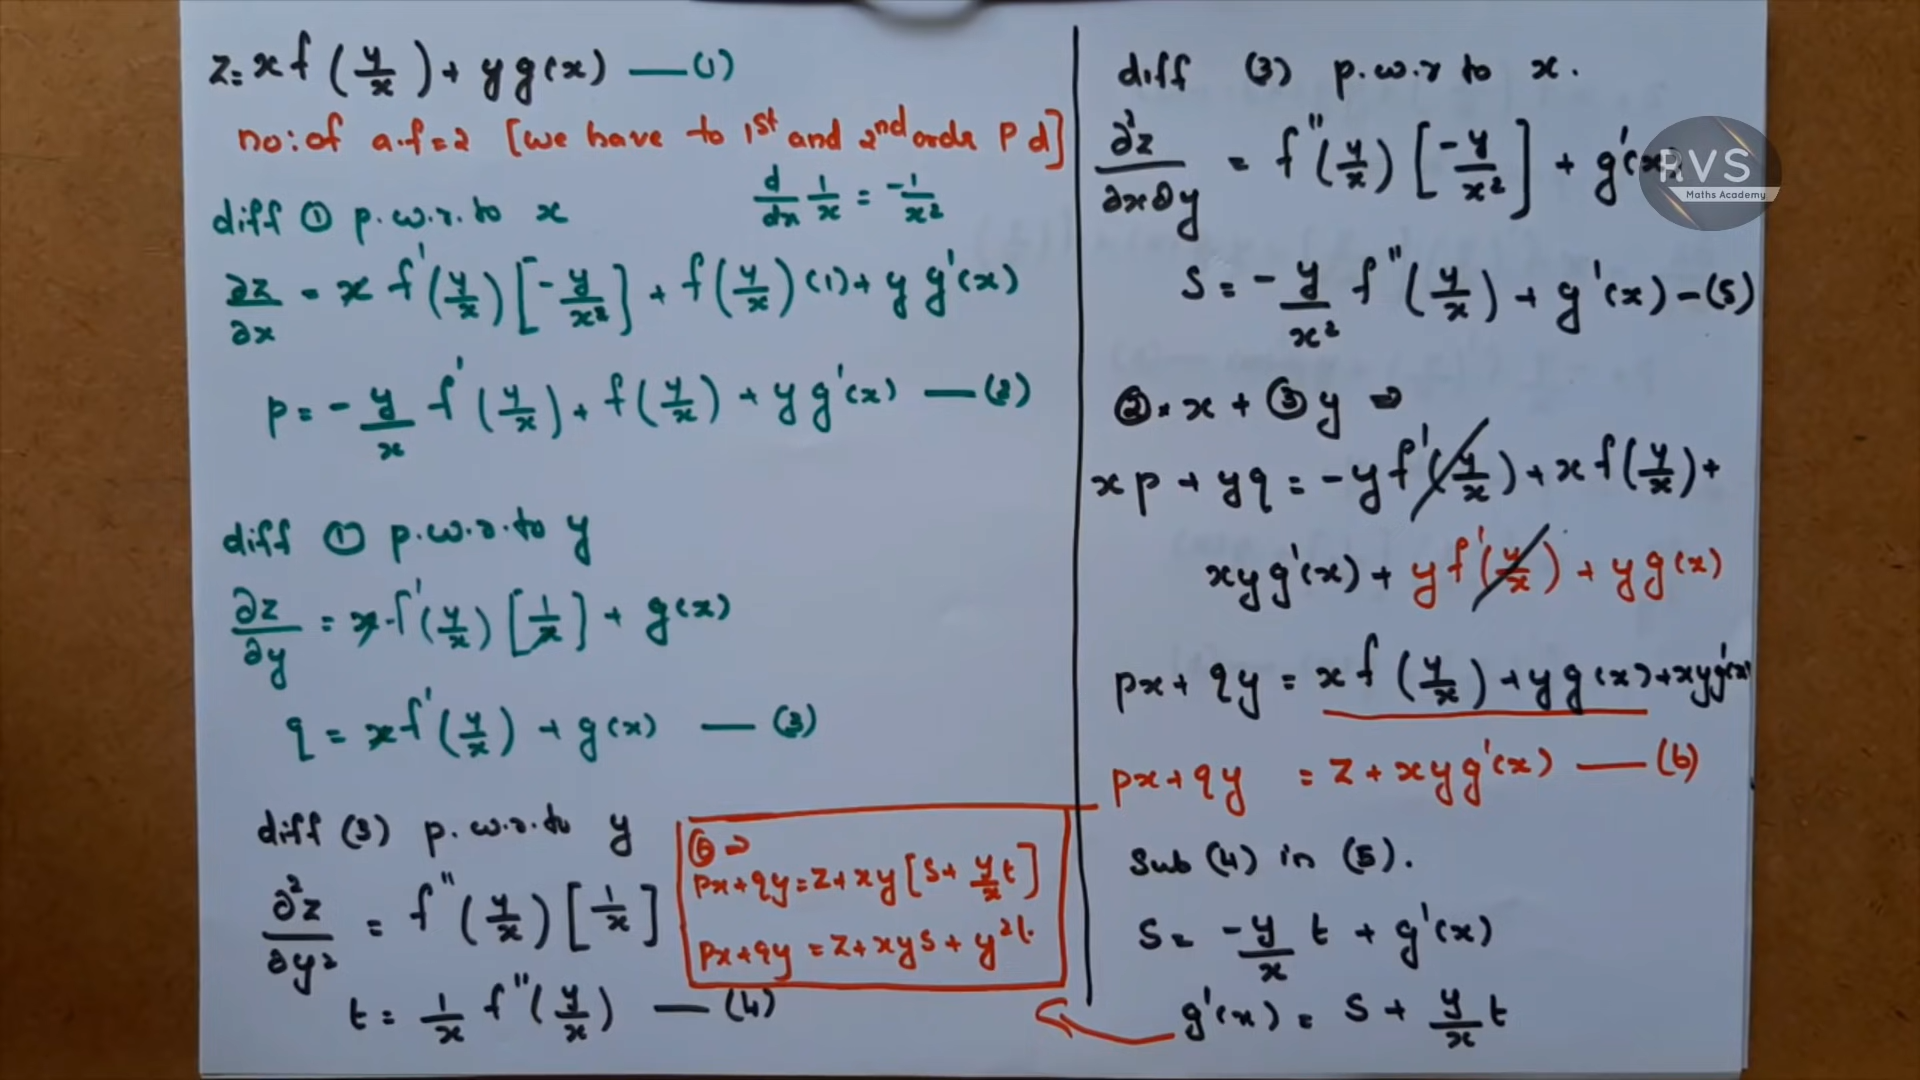 z = x f(y/x) + y g(x) —(1)
no: of a.f = 2 [we have to 1st and 2nd orde P d]
diff ① p.w.r. to x
d/dx 1/x = -1/x²
∂z/∂x = x f'(y/x) [-y/x²] + f(y/x) (1) + y g'(x)
p = - y/x f'(y/x) + f(y/x) + y g'(x) —(2)
diff ① p.w.r. to y
∂z/∂y = x f'(y/x) [1/x] + g(x)
q = x f'(y/x) + g(x) —(3)
diff (3) p.w.r. to y
∂²z/∂y² = f''(y/x) [1/x]
t = 1/x f''(y/x) —(4)
⑥ ⇒
px + qy = z + xy [s + y/x t]
px + qy = z + xys + y²t.
diff (3) p.w.r to x.
∂²z/∂x∂y = f''(y/x) [-y/x²] + g'(x)
RVS
Maths Academy
s = - y/x² f''(y/x) + g'(x) —(5)
② × x + ③ y ⇒
xp + yq = -y f'(y/x) + x f(y/x) +
xy g'(x) + y f'(y/x) + y g(x)
px + qy = x f(y/x) + y g(x) + xy g'(x)
px + qy = z + xy g'(x) —(6)
Sub (4) in (5).
s = -y/x t + g'(x)
g'(x) = s + y/x t